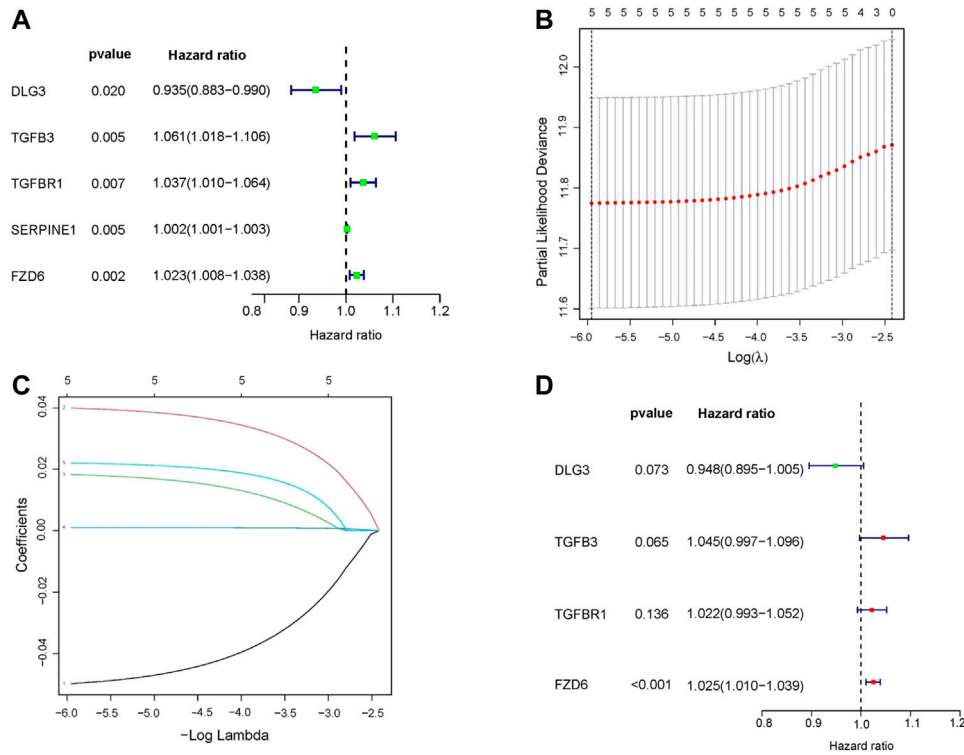 A
pvalue Hazard ratio
DLG3 0.020 0.935(0.883−0.990)
TGFB3 0.005 1.061(1.018−1.106)
TGFBR1 0.007 1.037(1.010−1.064)
SERPINE1 0.005 1.002(1.001−1.003)
FZD6 0.002 1.023(1.008−1.038)
0.8 0.9 1.0 1.1 1.2
Hazard ratio
B
5 5 5 5 5 5 5 5 5 5 5 5 5 5 4 3 0
12.0
11.9
11.8
11.7
11.6
Partial Likelihood Deviance
−6.0 −5.5 −5.0 −4.5 −4.0 −3.5 −3.0 −2.5
Log(λ)
C
5 5 5 5
0.04
0.02
0.00
−0.02
−0.04
Coefficients
2
5
3
4
1
−6.0 −5.5 −5.0 −4.5 −4.0 −3.5 −3.0 −2.5
−Log Lambda
D
pvalue Hazard ratio
DLG3 0.073 0.948(0.895−1.005)
TGFB3 0.065 1.045(0.997−1.096)
TGFBR1 0.136 1.022(0.993−1.052)
FZD6 <0.001 1.025(1.010−1.039)
0.8 0.9 1.0 1.1 1.2
Hazard ratio